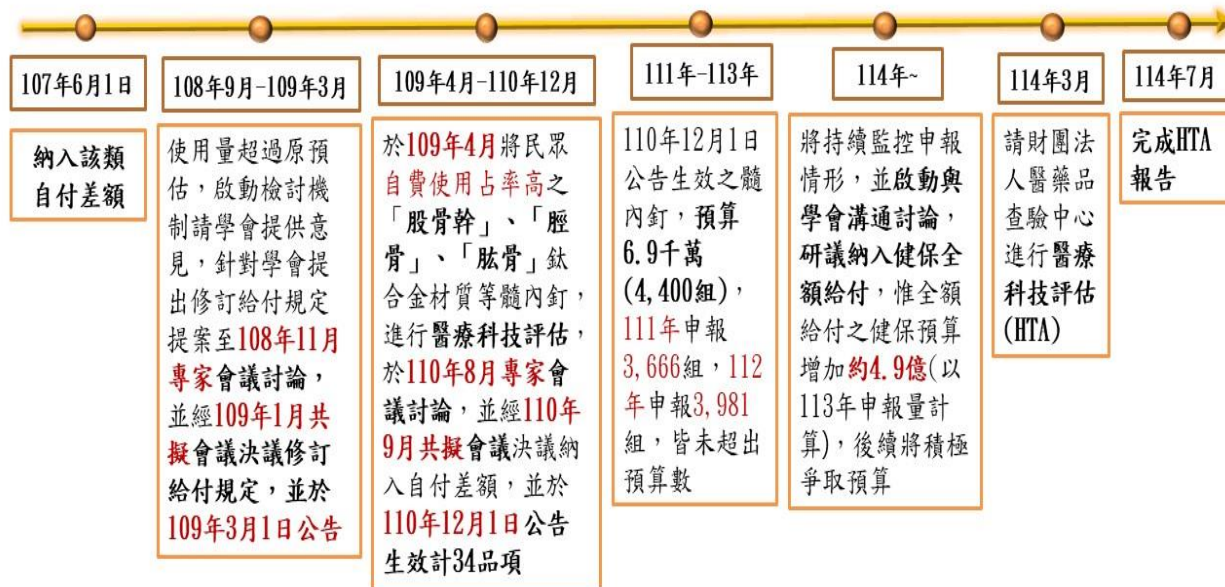 107年6月1日
納入該類
自付差額
108年9月-109年3月
使用量超過原預
估，啟動檢討機
制請學會提供意
見，針對學會提
出修訂給付規定
提案至108年11月
專家會議討論，
並經109年1月共
擬會議決議修訂
給付規定，並於
109年3月1日公告
109年4月-110年12月
於109年4月將民眾
自費使用占率高之
「股骨幹」、「脛
骨」、「肱骨」鈦
合金材質等髓內釘，
進行醫療科技評估，
於110年8月專家會
議討論，並經110年
9月共擬會議決議納
入自付差額，並於
110年12月1日公告
生效計34品項
111年-113年
110年12月1日
公告生效之髓
內釘，預算
6.9千萬
(4,400組)，
111年申報
3,666組，112
年申報3,981
組，皆未超出
預算數
114年~
將持續監控申報
情形，並啟動與
學會溝通討論，
研議納入健保全
額給付，惟全額
給付之健保預算
增加約4.9億(以
113年申報量計
算)，後續將積極
爭取預算
114年3月
請財團法
人醫藥品
查驗中心
進行醫療
科技評估
(HTA)
114年7月
完成HTA
報告